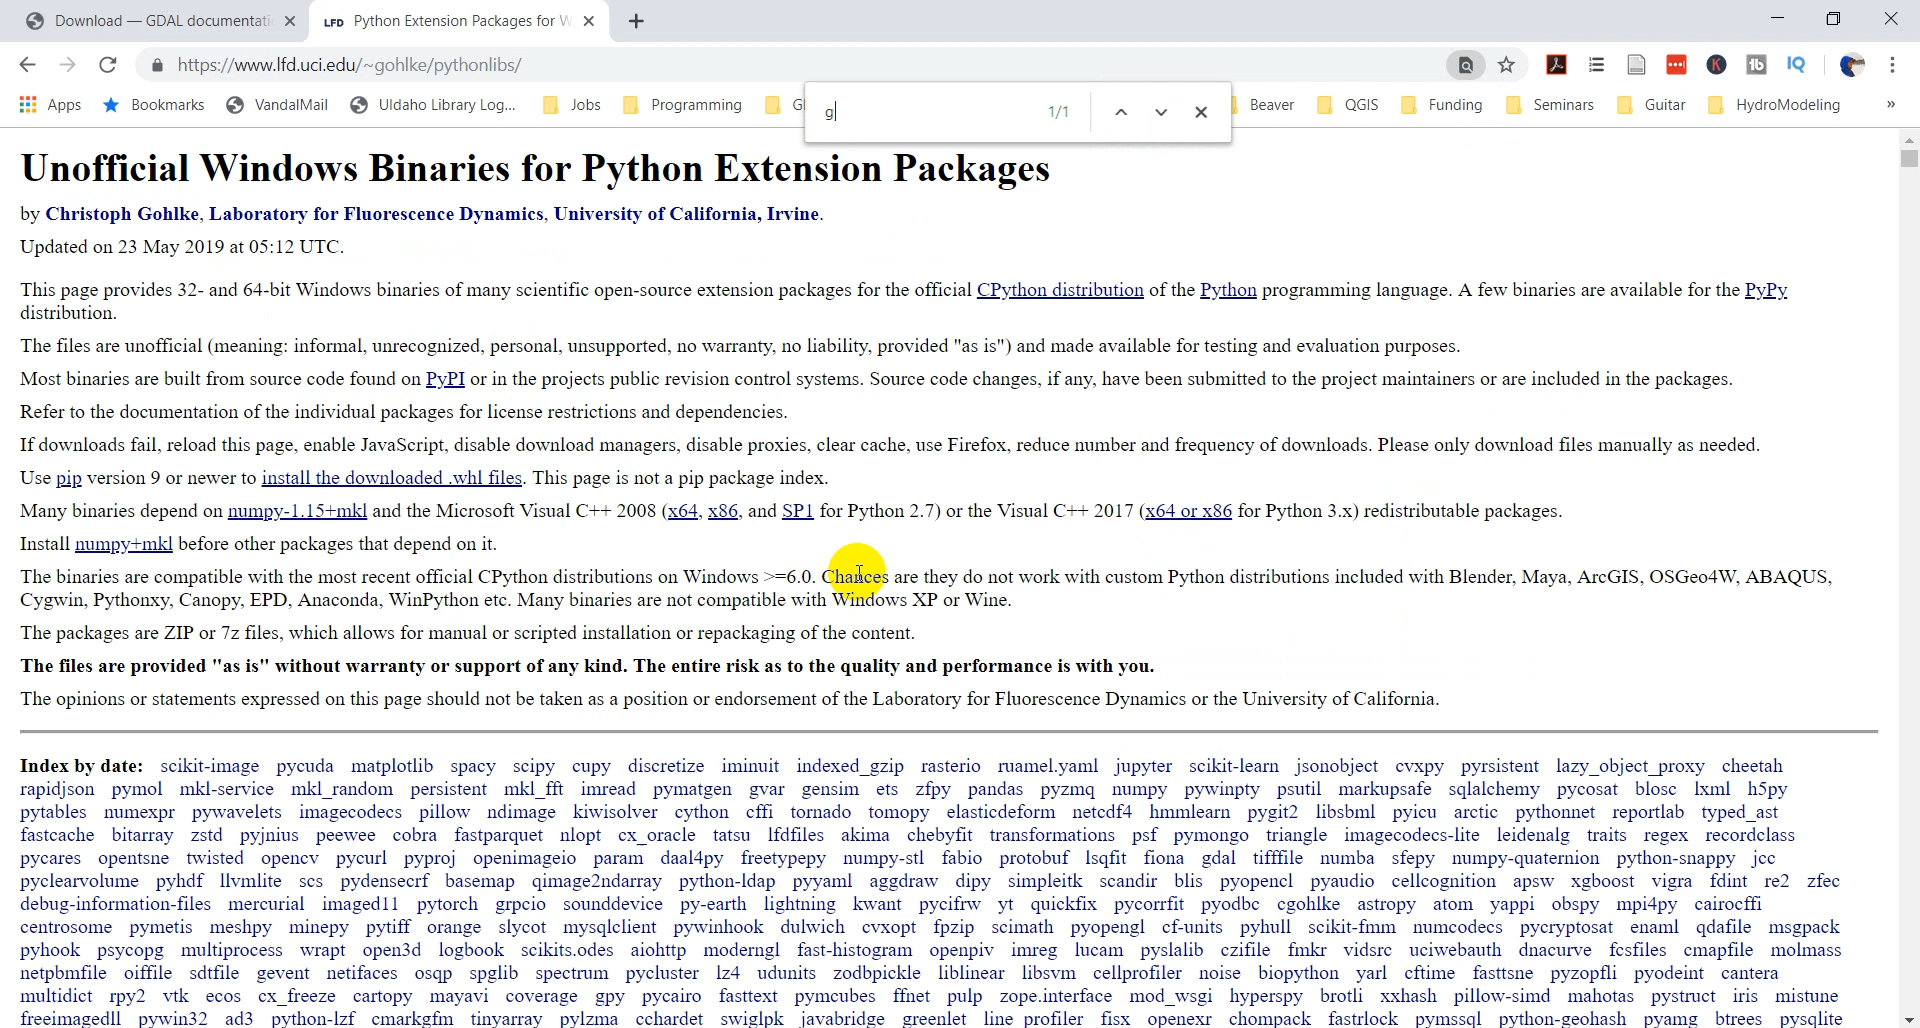 Download — GDAL documentati
LFD Python Extension Packages for W
https://www.lfd.uci.edu/~gohlke/pythonlibs/
Apps Bookmarks VandalMail UIdaho Library Log... Jobs Programming Beaver QGIS Funding Seminars Guitar HydroModeling »
g 1/1
Unofficial Windows Binaries for Python Extension Packages
by Christoph Gohlke, Laboratory for Fluorescence Dynamics, University of California, Irvine.
Updated on 23 May 2019 at 05:12 UTC.
This page provides 32- and 64-bit Windows binaries of many scientific open-source extension packages for the official CPython distribution of the Python programming language. A few binaries are available for the PyPy
distribution.
The files are unofficial (meaning: informal, unrecognized, personal, unsupported, no warranty, no liability, provided "as is") and made available for testing and evaluation purposes.
Most binaries are built from source code found on PyPI or in the projects public revision control systems. Source code changes, if any, have been submitted to the project maintainers or are included in the packages.
Refer to the documentation of the individual packages for license restrictions and dependencies.
If downloads fail, reload this page, enable JavaScript, disable download managers, disable proxies, clear cache, use Firefox, reduce number and frequency of downloads. Please only download files manually as needed.
Use pip version 9 or newer to install the downloaded .whl files. This page is not a pip package index.
Many binaries depend on numpy-1.15+mkl and the Microsoft Visual C++ 2008 (x64, x86, and SP1 for Python 2.7) or the Visual C++ 2017 (x64 or x86 for Python 3.x) redistributable packages.
Install numpy+mkl before other packages that depend on it.
The binaries are compatible with the most recent official CPython distributions on Windows >=6.0. Chances are they do not work with custom Python distributions included with Blender, Maya, ArcGIS, OSGeo4W, ABAQUS,
Cygwin, Pythonxy, Canopy, EPD, Anaconda, WinPython etc. Many binaries are not compatible with Windows XP or Wine.
The packages are ZIP or 7z files, which allows for manual or scripted installation or repackaging of the content.
The files are provided "as is" without warranty or support of any kind. The entire risk as to the quality and performance is with you.
The opinions or statements expressed on this page should not be taken as a position or endorsement of the Laboratory for Fluorescence Dynamics or the University of California.
Index by date: scikit-image pycuda matplotlib spacy scipy cupy discretize iminuit indexed_gzip rasterio ruamel.yaml jupyter scikit-learn jsonobject cvxpy pyrsistent lazy_object_proxy cheetah
rapidjson pymol mkl-service mkl_random persistent mkl_fft imread pymatgen gvar gensim ets zfpy pandas pyzmq numpy pywinpty psutil markupsafe sqlalchemy pycosat blosc lxml h5py
pytables numexpr pywavelets imagecodecs pillow ndimage kiwisolver cython cffi tornado tomopy elasticdeform netcdf4 hmmlearn pygit2 libsbml pyicu arctic pythonnet reportlab typed_ast
fastcache bitarray zstd pyjnius peewee cobra fastparquet nlopt cx_oracle tatsu lfdfiles akima chebyfit transformations psf pymongo triangle imagecodecs-lite leidenalg traits regex recordclass
pycares opentsne twisted opencv pycurl pyproj openimageio param daal4py freetypepy numpy-stl fabio protobuf lsqfit fiona gdal tifffile numba sfepy numpy-quaternion python-snappy jcc
pyclearvolume pyhdf llvmlite scs pydensecrf basemap qimage2ndarray python-ldap pyyaml aggdraw dipy simpleitk scandir blis pyopencl pyaudio cellcognition apsw xgboost vigra fdint re2 zfec
debug-information-files mercurial imaged11 pytorch grpcio sounddevice py-earth lightning kwant pycifrw yt quickfix pycorrfit pyodbc cgohlke astropy atom yappi obspy mpi4py cairocffi
centrosome pymetis meshpy minepy pytiff orange slycot mysqlclient pywinhook dulwich cvxopt fpzip scimath pyopengl cf-units pyhull scikit-fmm numcodecs pycryptosat enaml qdafile msgpack
pyhook psycopg multiprocess wrapt open3d logbook scikits.odes aiohttp moderngl fast-histogram openpiv imreg lucam pyslalib czifile fmkr vidsrc uciwebauth dnacurve fcsfiles cmapfile molmass
netpbmfile oiffile sdtfile gevent netifaces osqp spglib spectrum pycluster lz4 udunits zodbpickle liblinear libsvm cellprofiler noise biopython yarl cftime fasttsne pyzopfli pyodeint cantera
multidict rpy2 vtk ecos cx_freeze cartopy mayavi coverage gpy pycairo fasttext pymcubes ffnet pulp zope.interface mod_wsgi hyperspy brotli xxhash pillow-simd mahotas pystruct iris mistune
freeimagedll pywin32 ad3 python-lzf cmarkgfm tinyarray pylzma cchardet swiglpk javabridge greenlet line_profiler fisx openexr chompack fastrlock pymssql python-geohash pyamg btrees pysqlite